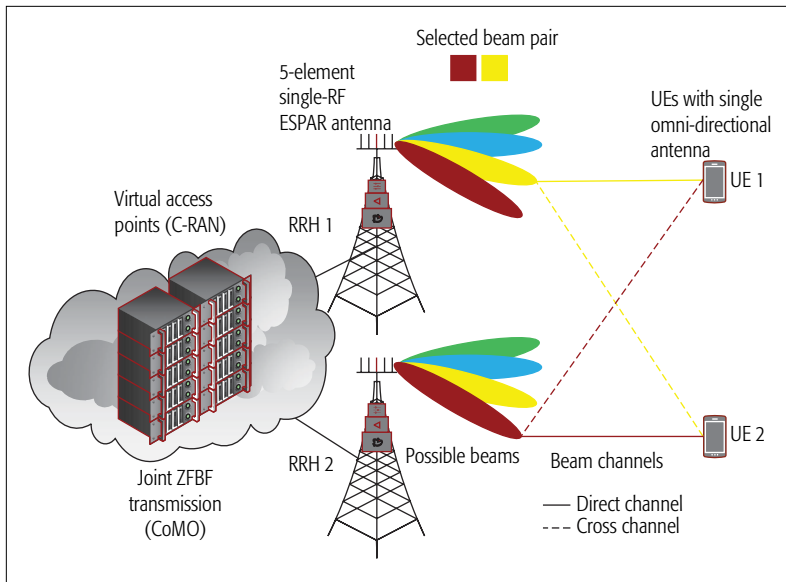 Selected beam pair
5-element
single-RF
ESPAR antenna
UEs with single
omni-directional
antenna
UE 1
Virtual access
points (C-RAN)
RRH 1
Joint ZFBF
transmission
(CoMO)
RRH 2
Possible beams
Beam channels
UE 2
Direct channel
Cross channel